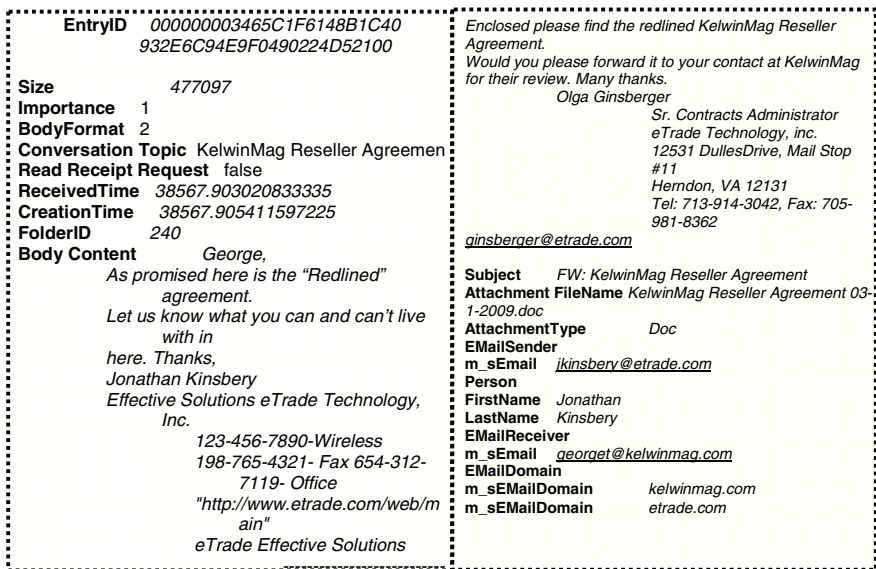 EntryID 000000003465C1F6148B1C40
932E6C94E9F0490224D52100
Size 477097
Importance 1
BodyFormat 2
Conversation Topic KelwinMag Reseller Agreemen
Read Receipt Request false
ReceivedTime 38567.903020833335
CreationTime 38567.905411597225
FolderID 240
Body Content George,
As promised here is the “Redlined”
agreement.
Let us know what you can and can’t live
with in
here. Thanks,
Jonathan Kinsbery
Effective Solutions eTrade Technology,
Inc.
123-456-7890-Wireless
198-765-4321- Fax 654-312-
7119- Office
"http://www.etrade.com/web/m
ain"
eTrade Effective Solutions
Enclosed please find the redlined KelwinMag Reseller
Agreement.
Would you please forward it to your contact at KelwinMag
for their review. Many thanks.
Olga Ginsberger
Sr. Contracts Administrator
eTrade Technology, inc.
12531 DullesDrive, Mail Stop
#11
Herndon, VA 12131
Tel: 713-914-3042, Fax: 705-
981-8362
ginsberger@etrade.com
Subject FW: KelwinMag Reseller Agreement
Attachment FileName KelwinMag Reseller Agreement 03-
1-2009.doc
AttachmentType Doc
EMailSender
m_sEmail jkinsbery@etrade.com
Person
FirstName Jonathan
LastName Kinsbery
EMailReceiver
m_sEmail georget@kelwinmag.com
EMailDomain
m_sEMailDomain kelwinmag.com
m_sEMailDomain etrade.com